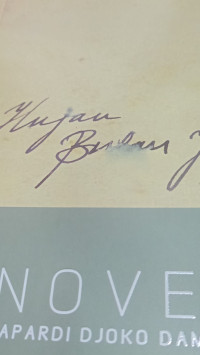 Hujan
Bulan J
NOVE
APARDI DJOKO DAM